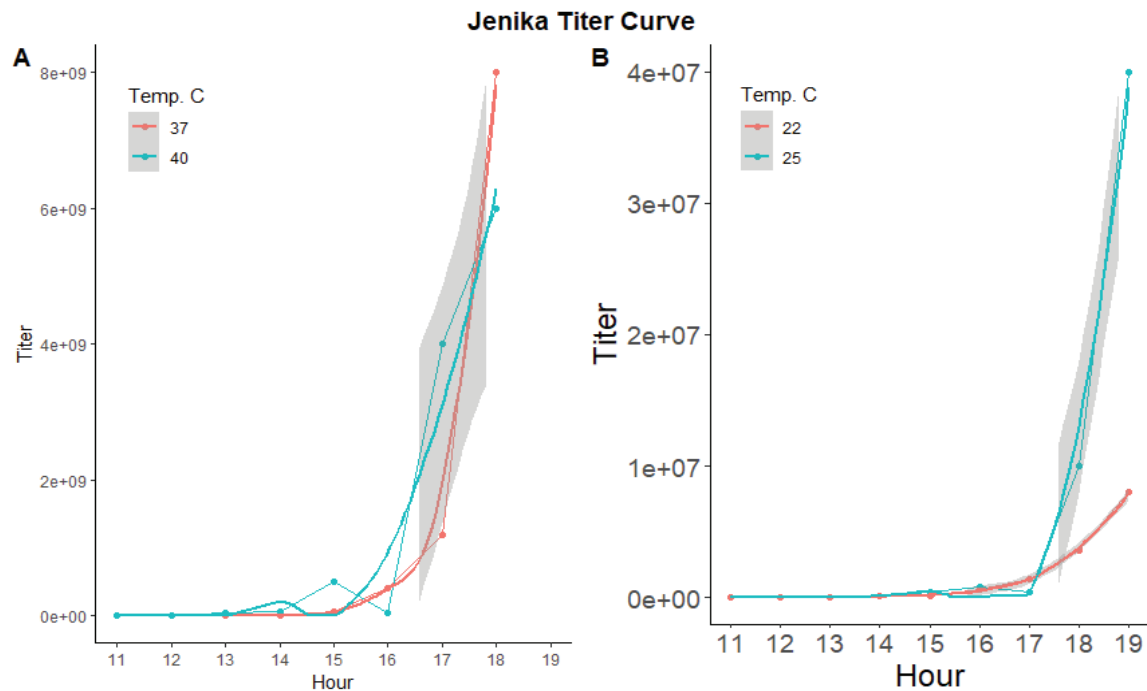 Jenika Titer Curve
A
Temp. C
37
40
8e+09
6e+09
4e+09
2e+09
0e+00
Titer
11 12 13 14 15 16 17 18 19
Hour
B
Temp. C
22
25
4e+07
3e+07
2e+07
1e+07
0e+00
Titer
11 12 13 14 15 16 17 18 19
Hour